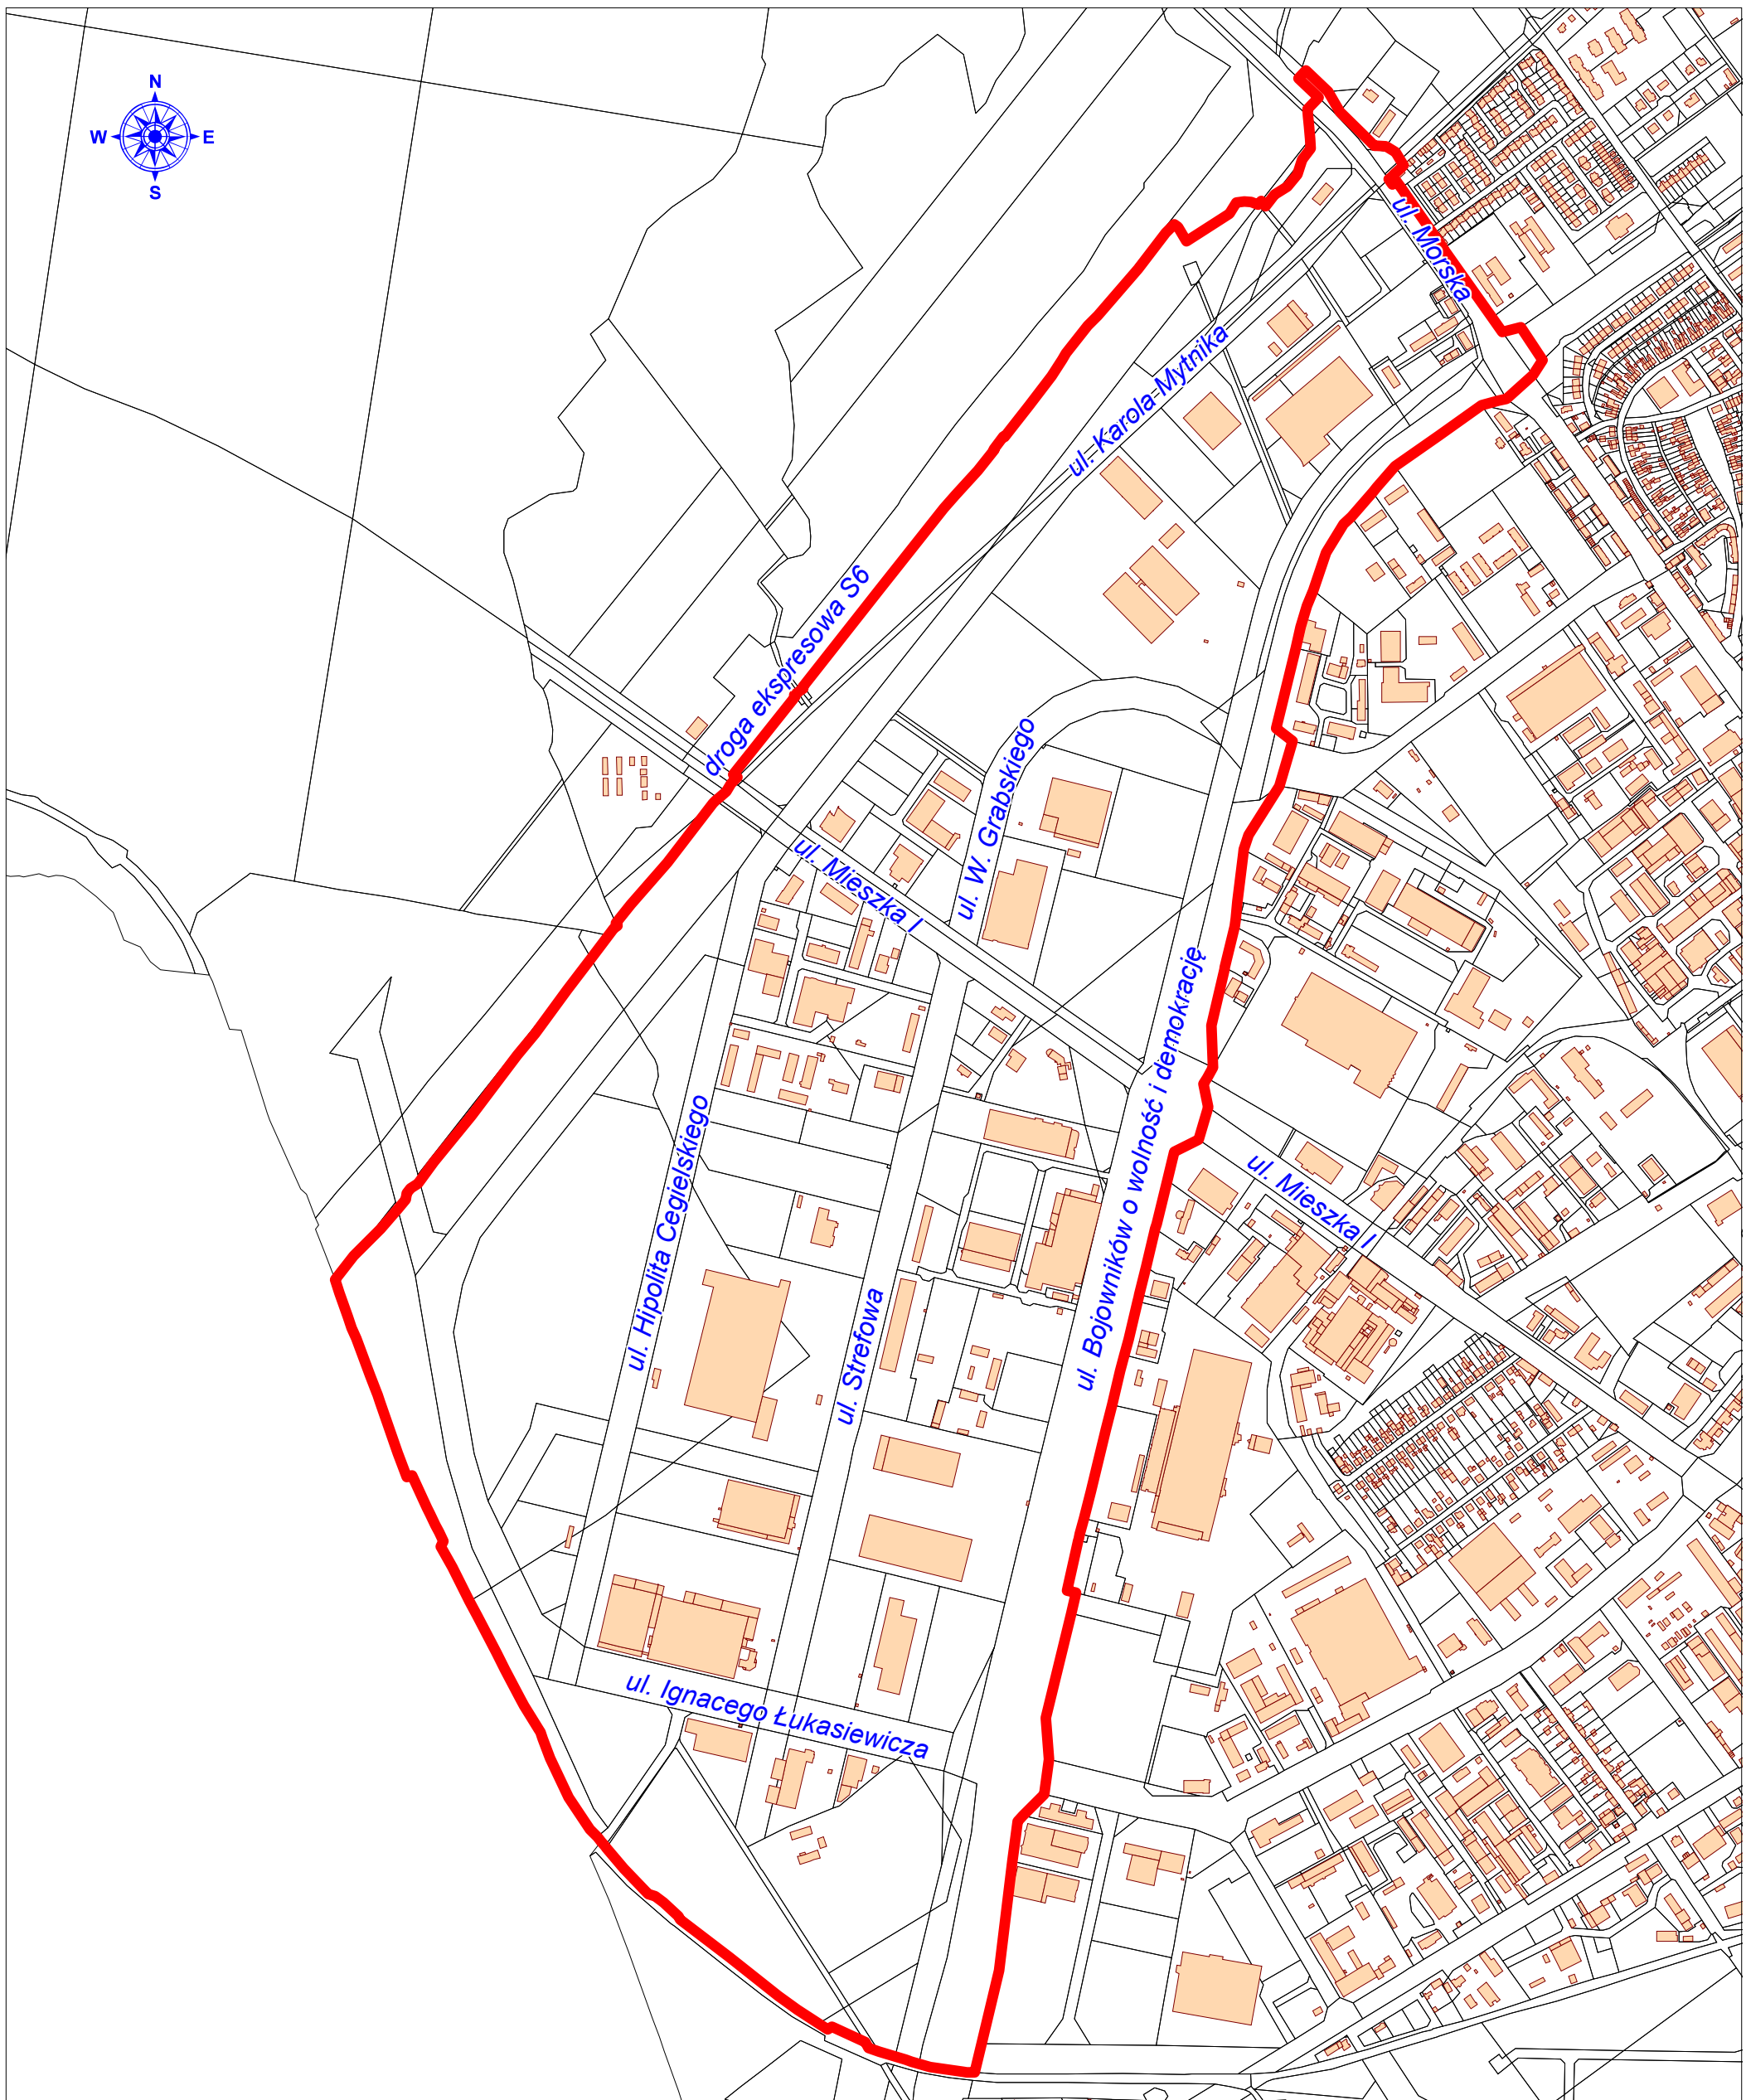 N
W E
S
ul. Morska
ul. Karola Mytnika
droga ekspresowa S6
ul. W. Grabskiego
ul. Mieszka I
ul. Bojowników o wolność i demokrację
ul. Hipolita Cegielskiego
ul. Mieszka I
ul. Strefowa
ul. Ignacego Łukasiewicza